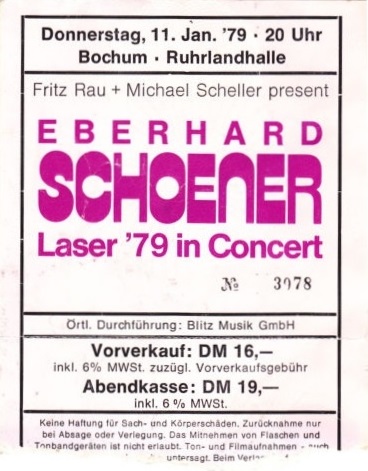 Donnerstag, 11. Jan. '79 · 20 Uhr
Bochum · Ruhrlandhalle
Fritz Rau + Michael Scheller present
EBERHARD
SCHOENER
Laser '79 in Concert
№ 3978
Örtl. Durchführung: Blitz Musik GmbH
Vorverkauf: DM 16,—
inkl. 6% MWSt. zuzügl. Vorverkaufsgebühr
Abendkasse: DM 19,—
inkl. 6% MWSt.
Keine Haftung für Sach- und Körperschäden. Zurücknahme nur
bei Absage oder Verlegung. Das Mitnehmen von Flaschen und
Tonbandgeräten ist nicht erlaubt. Ton- und Filmaufnahmen - auch
untersagt. Beim